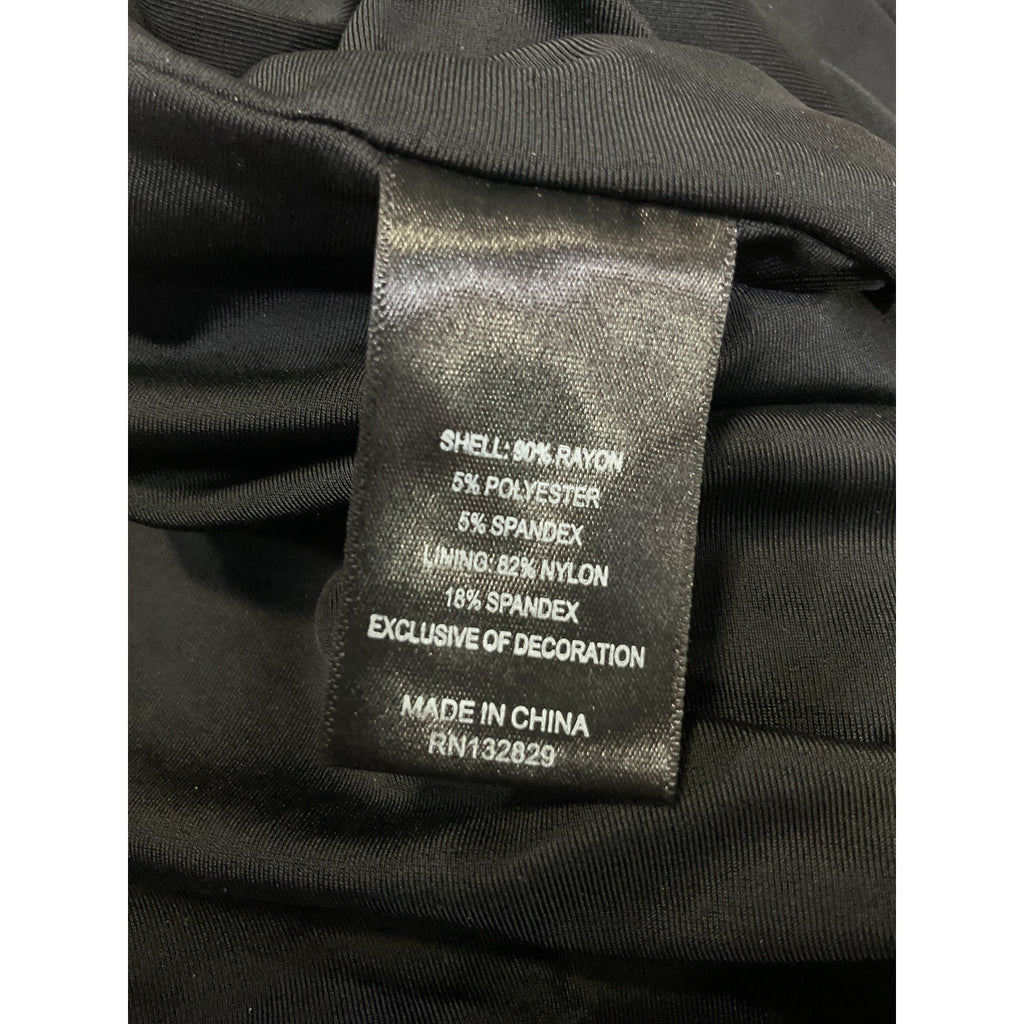 SHELL: 90% RAYON
5% POLYESTER
5% SPANDEX
LINING: 82% NYLON
18% SPANDEX
EXCLUSIVE OF DECORATION
MADE IN CHINA
RN132829